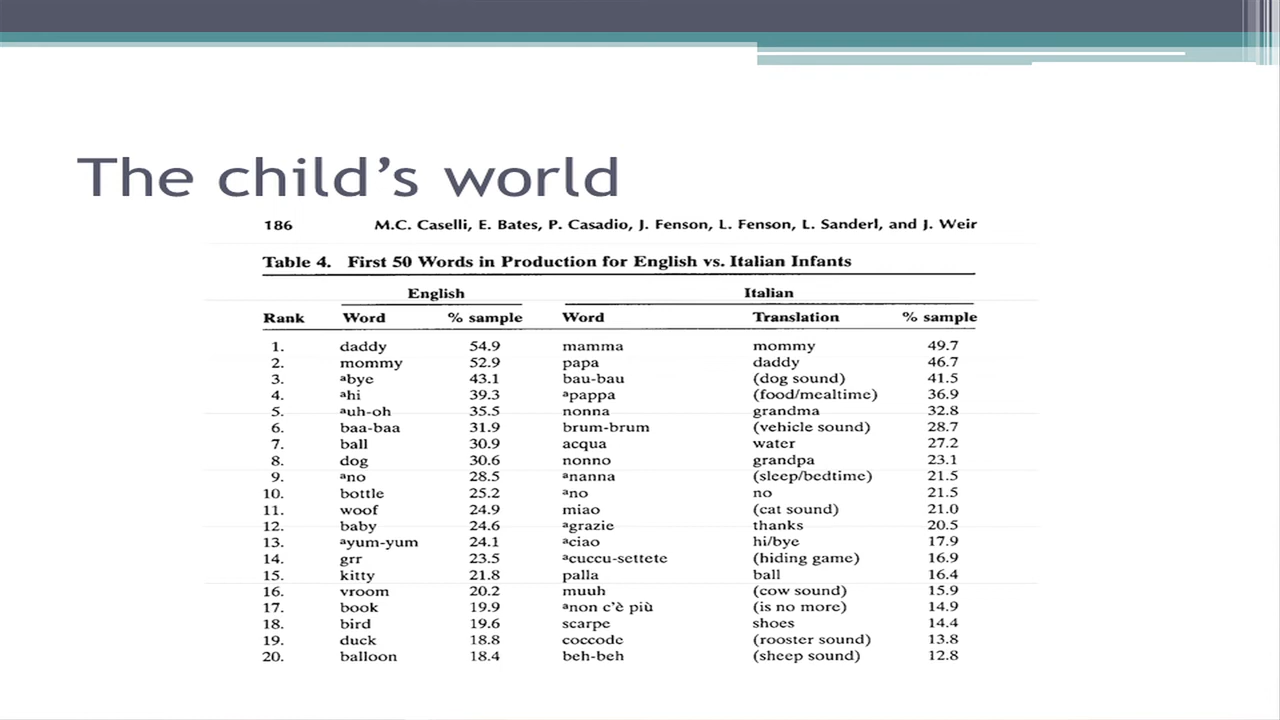 The child's world
186 M.C. Caselli, E. Bates, P. Casadio, J. Fenson, L. Fenson, L. Sanderl, and J. Weir
Table 4. First 50 Words in Production for English vs. Italian Infants
English Italian
Rank Word % sample Word Translation % sample
1. daddy 54.9 mamma mommy 49.7
2. mommy 52.9 papa daddy 46.7
3. ᵃbye 43.1 bau-bau (dog sound) 41.5
4. ᵃhi 39.3 ᵃpappa (food/mealtime) 36.9
5. ᵃuh-oh 35.5 nonna grandma 32.8
6. baa-baa 31.9 brum-brum (vehicle sound) 28.7
7. ball 30.9 acqua water 27.2
8. dog 30.6 nonno grandpa 23.1
9. ᵃno 28.5 ᵃnanna (sleep/bedtime) 21.5
10. bottle 25.2 ᵃno no 21.5
11. woof 24.9 miao (cat sound) 21.0
12. baby 24.6 ᵃgrazie thanks 20.5
13. ᵃyum-yum 24.1 ᵃciao hi/bye 17.9
14. grr 23.5 ᵃcuccu-settete (hiding game) 16.9
15. kitty 21.8 palla ball 16.4
16. vroom 20.2 muuh (cow sound) 15.9
17. book 19.9 ᵃnon c'è più (is no more) 14.9
18. bird 19.6 scarpe shoes 14.4
19. duck 18.8 coccode (rooster sound) 13.8
20. balloon 18.4 beh-beh (sheep sound) 12.8